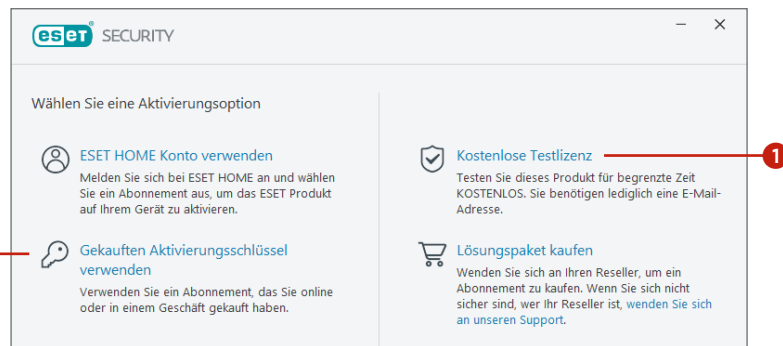 eseT® SECURITY
Wählen Sie eine Aktivierungsoption
ESET HOME Konto verwenden
Melden Sie sich bei ESET HOME an und wählen
Sie ein Abonnement aus, um das ESET Produkt
auf Ihrem Gerät zu aktivieren.
Gekauften Aktivierungsschlüssel
verwenden
Verwenden Sie ein Abonnement, das Sie online
oder in einem Geschäft gekauft haben.
Kostenlose Testlizenz
1
Testen Sie dieses Produkt für begrenzte Zeit
KOSTENLOS. Sie benötigen lediglich eine E-Mail-
Adresse.
Lösungspaket kaufen
Wenden Sie sich an Ihren Reseller, um ein
Abonnement zu kaufen. Wenn Sie sich nicht
sicher sind, wer Ihr Reseller ist, wenden Sie sich
an unseren Support.